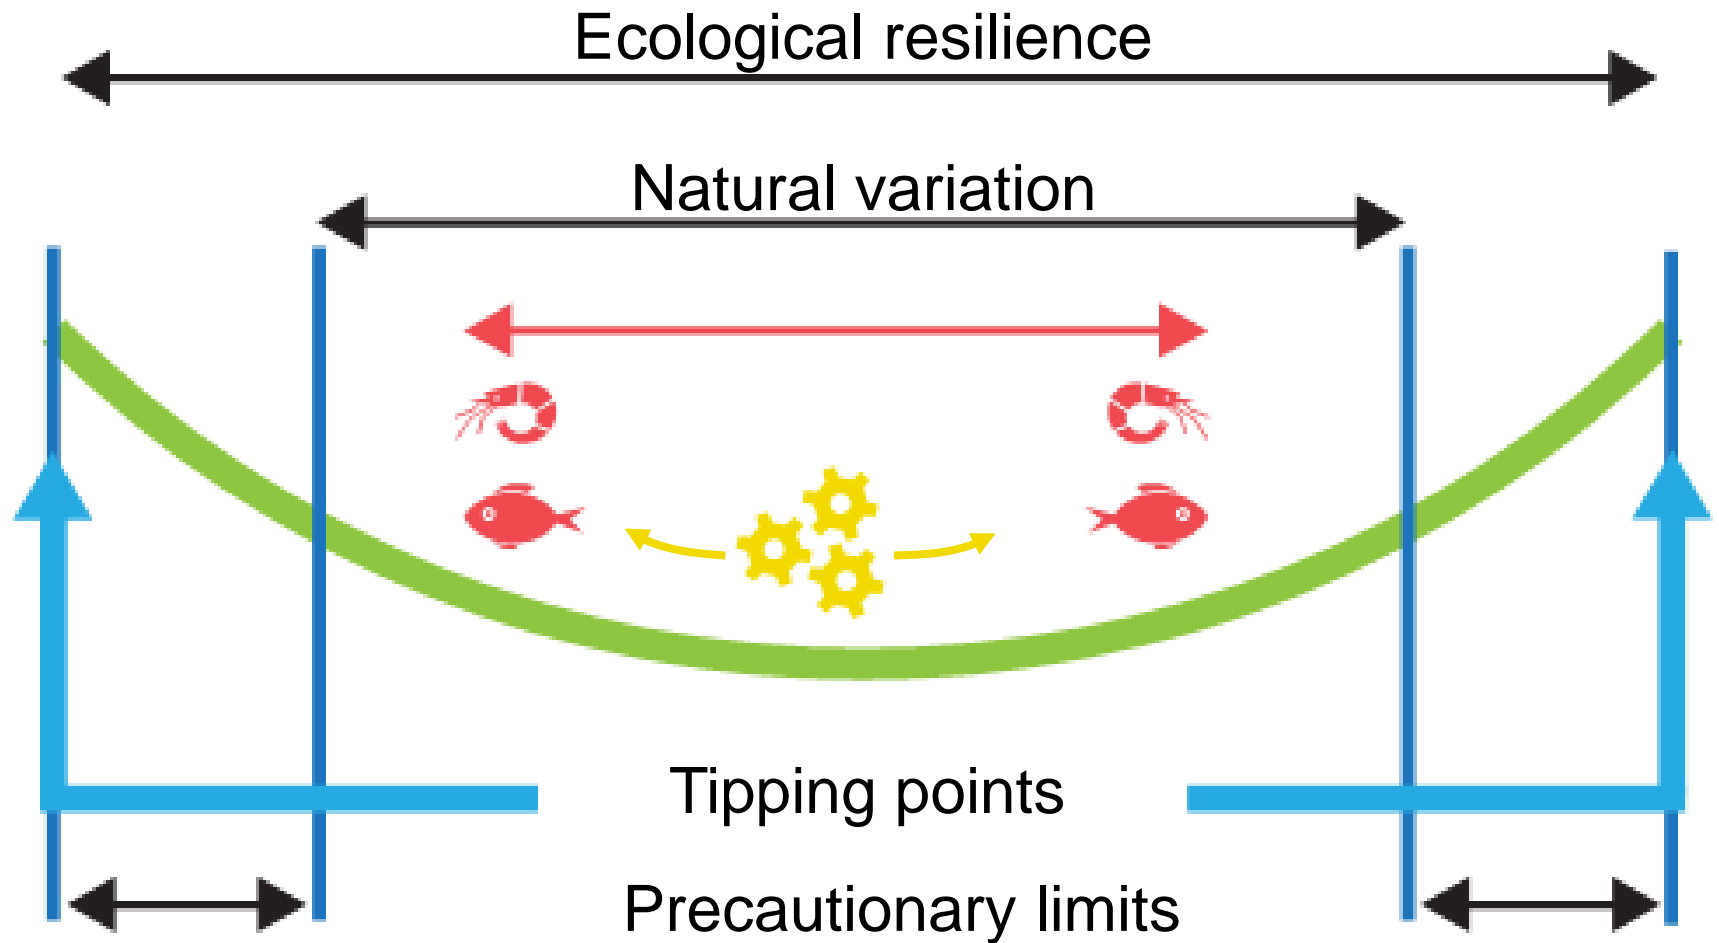 Ecological resilience
Natural variation
Tipping points
Precautionary limits